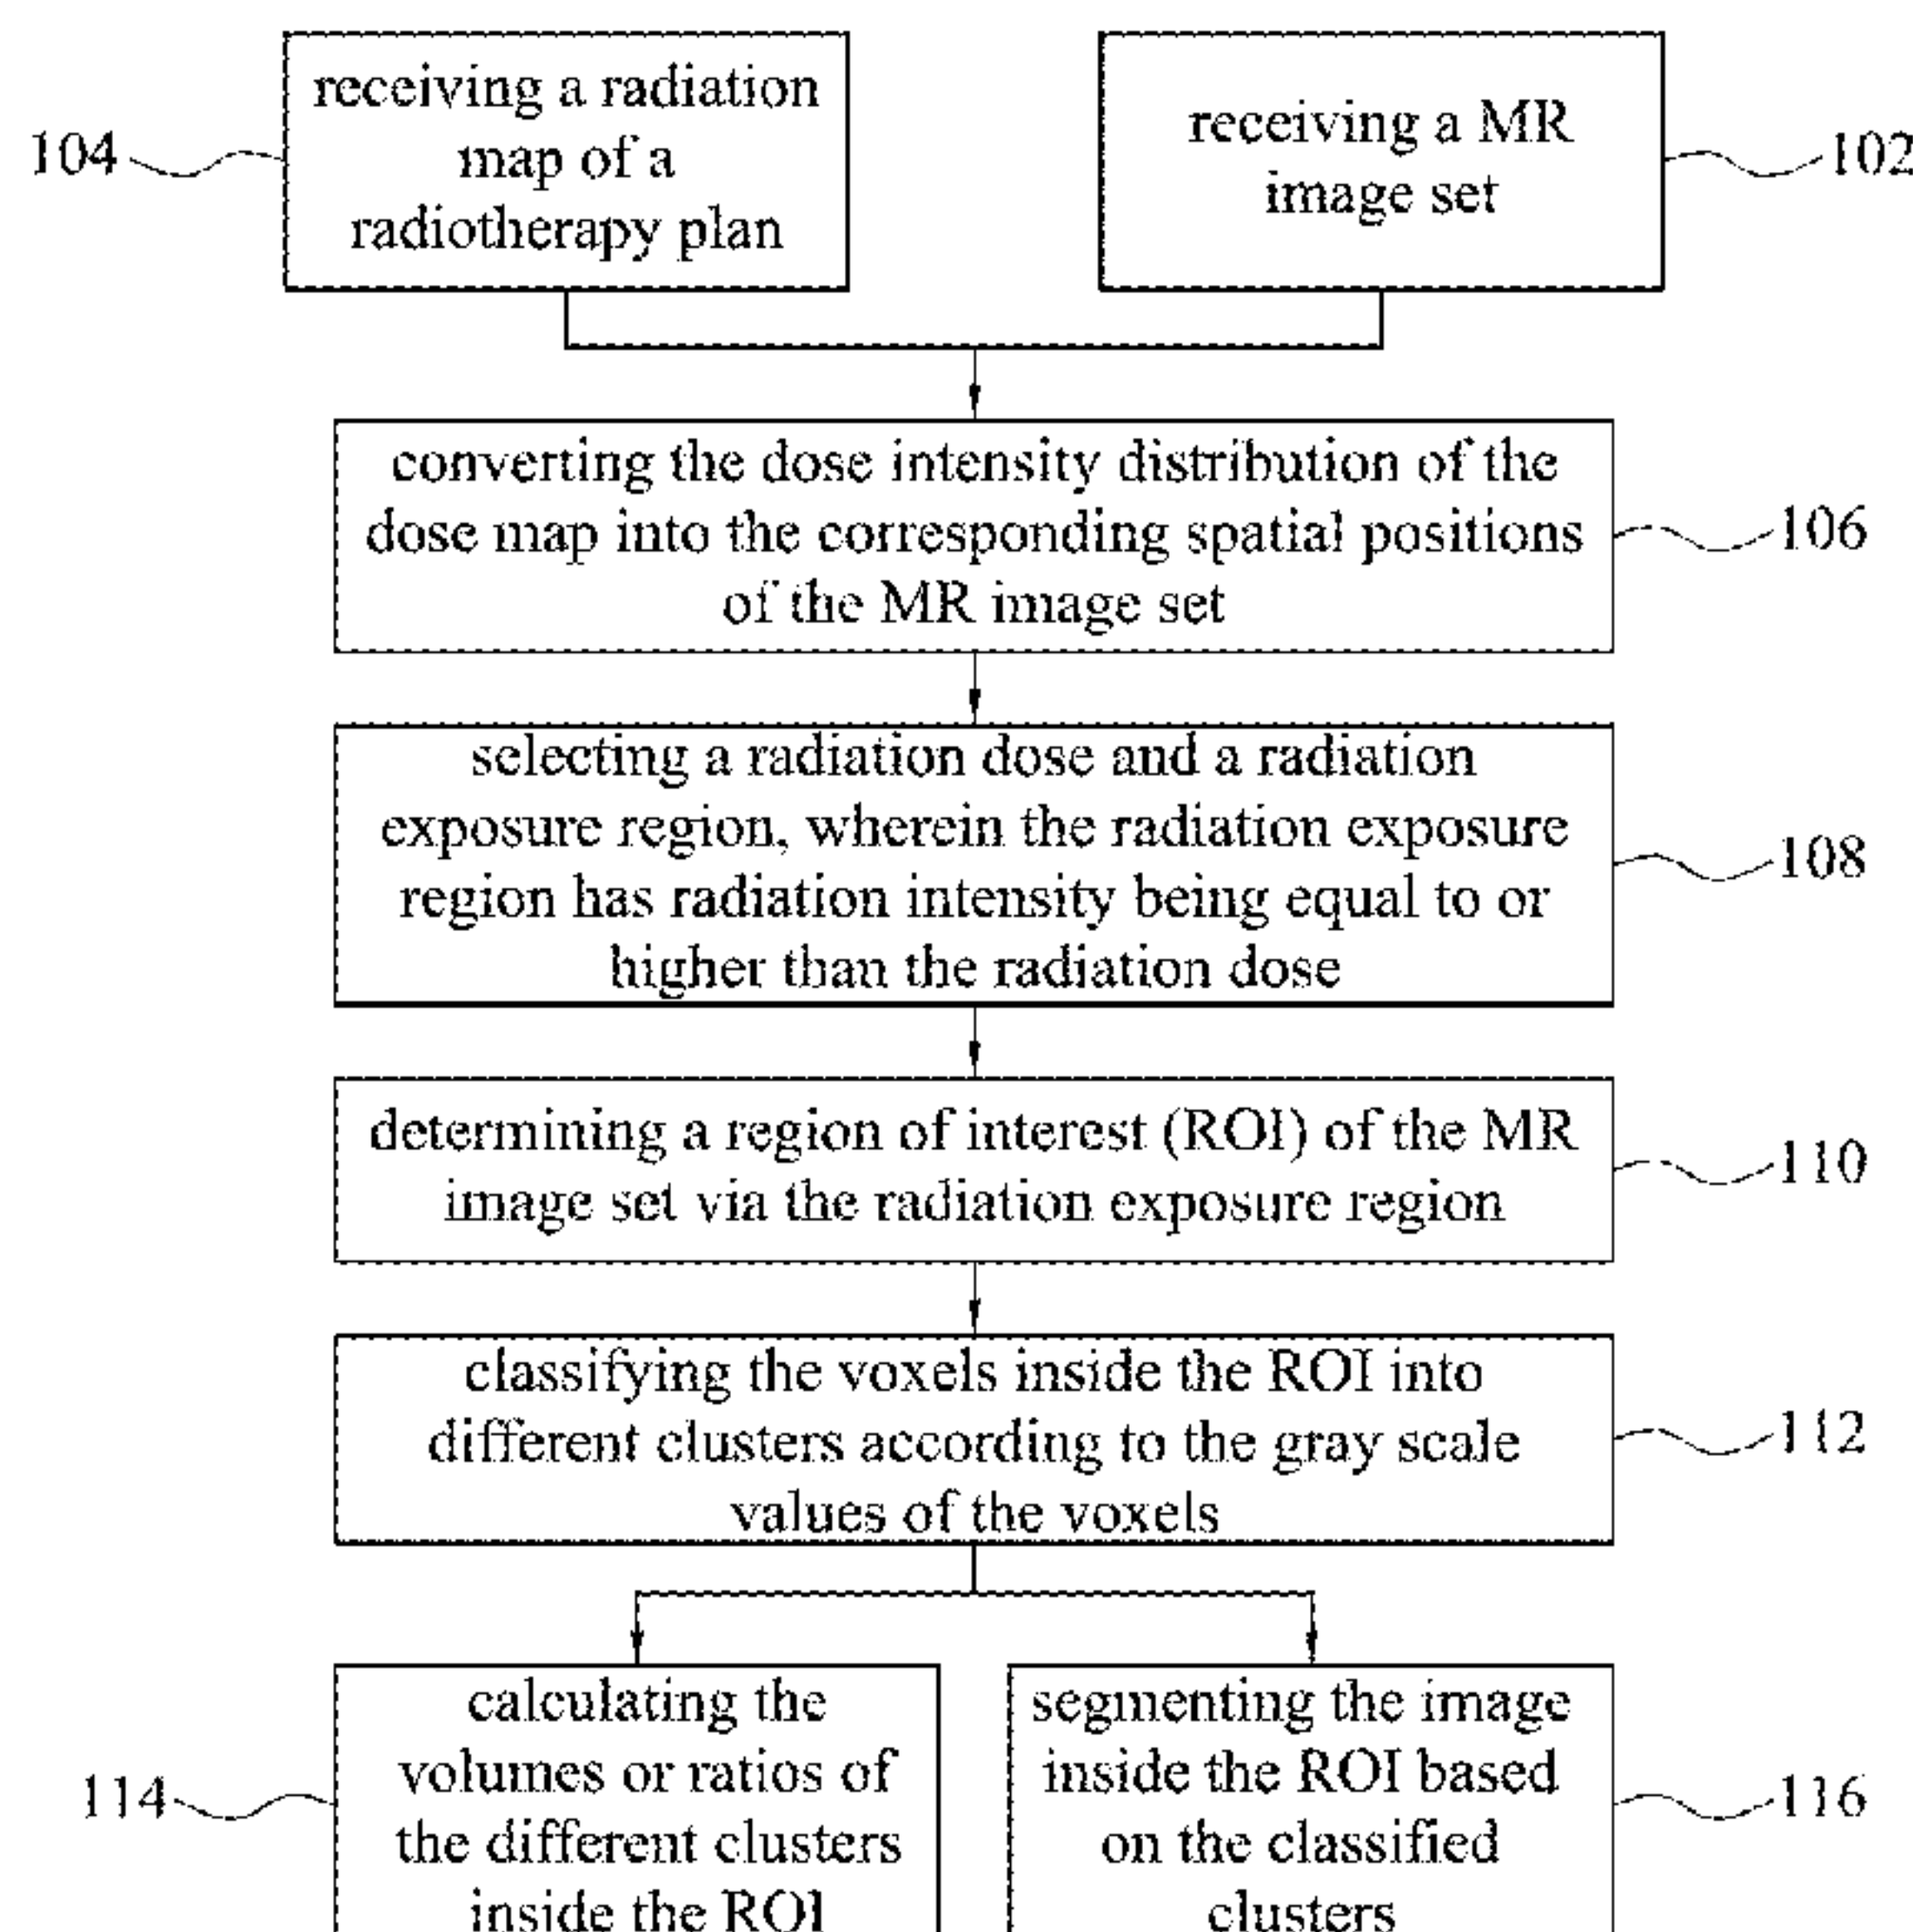 104
receiving a radiation
map of a
radiotherapy plan
receiving a MR
image set
102
converting the dose intensity distribution of the
dose map into the corresponding spatial positions
of the MR image set
106
selecting a radiation dose and a radiation
exposure region, wherein the radiation exposure
region has radiation intensity being equal to or
higher than the radiation dose
108
determining a region of interest (ROI) of the MR
image set via the radiation exposure region
110
classifying the voxels inside the ROI into
different clusters according to the gray scale
values of the voxels
112
114
calculating the
volumes or ratios of
the different clusters
inside the ROI
segmenting the image
inside the ROI based
on the classified
clusters
116